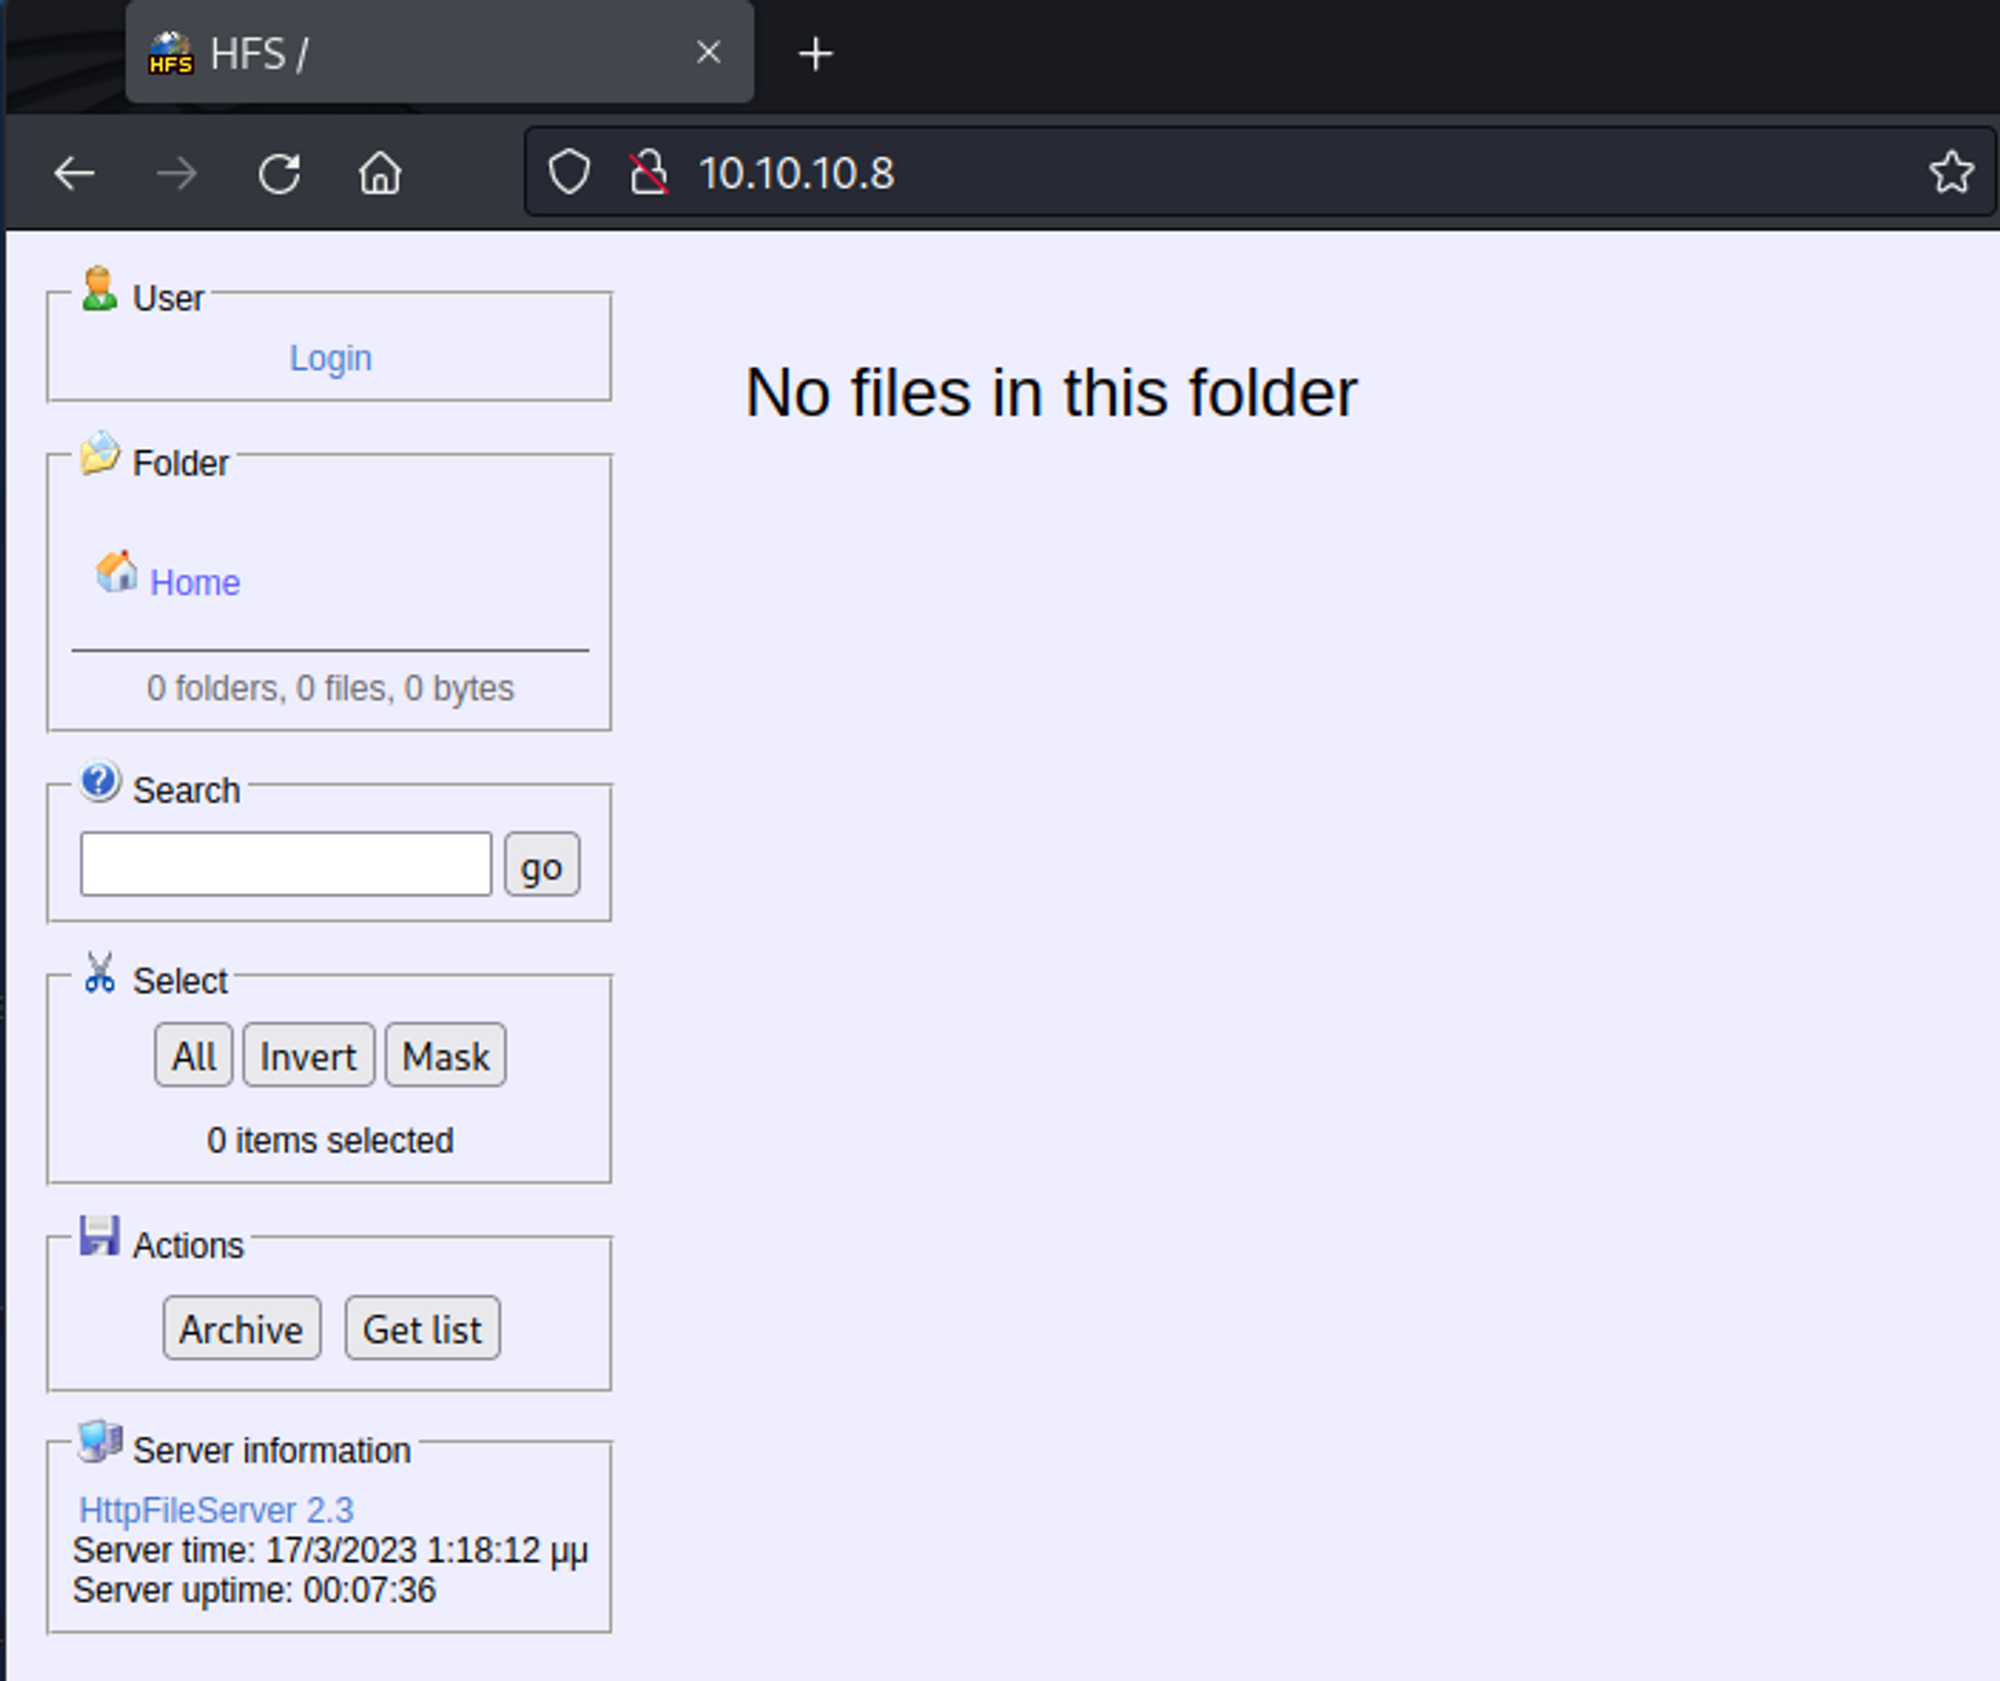 HFS HFS /
10.10.10.8
User
Login
Folder
Home
0 folders, 0 files, 0 bytes
Search
go
Select
All Invert Mask
0 items selected
Actions
Archive Get list
Server information
HttpFileServer 2.3
Server time: 17/3/2023 1:18:12 μμ
Server uptime: 00:07:36
No files in this folder